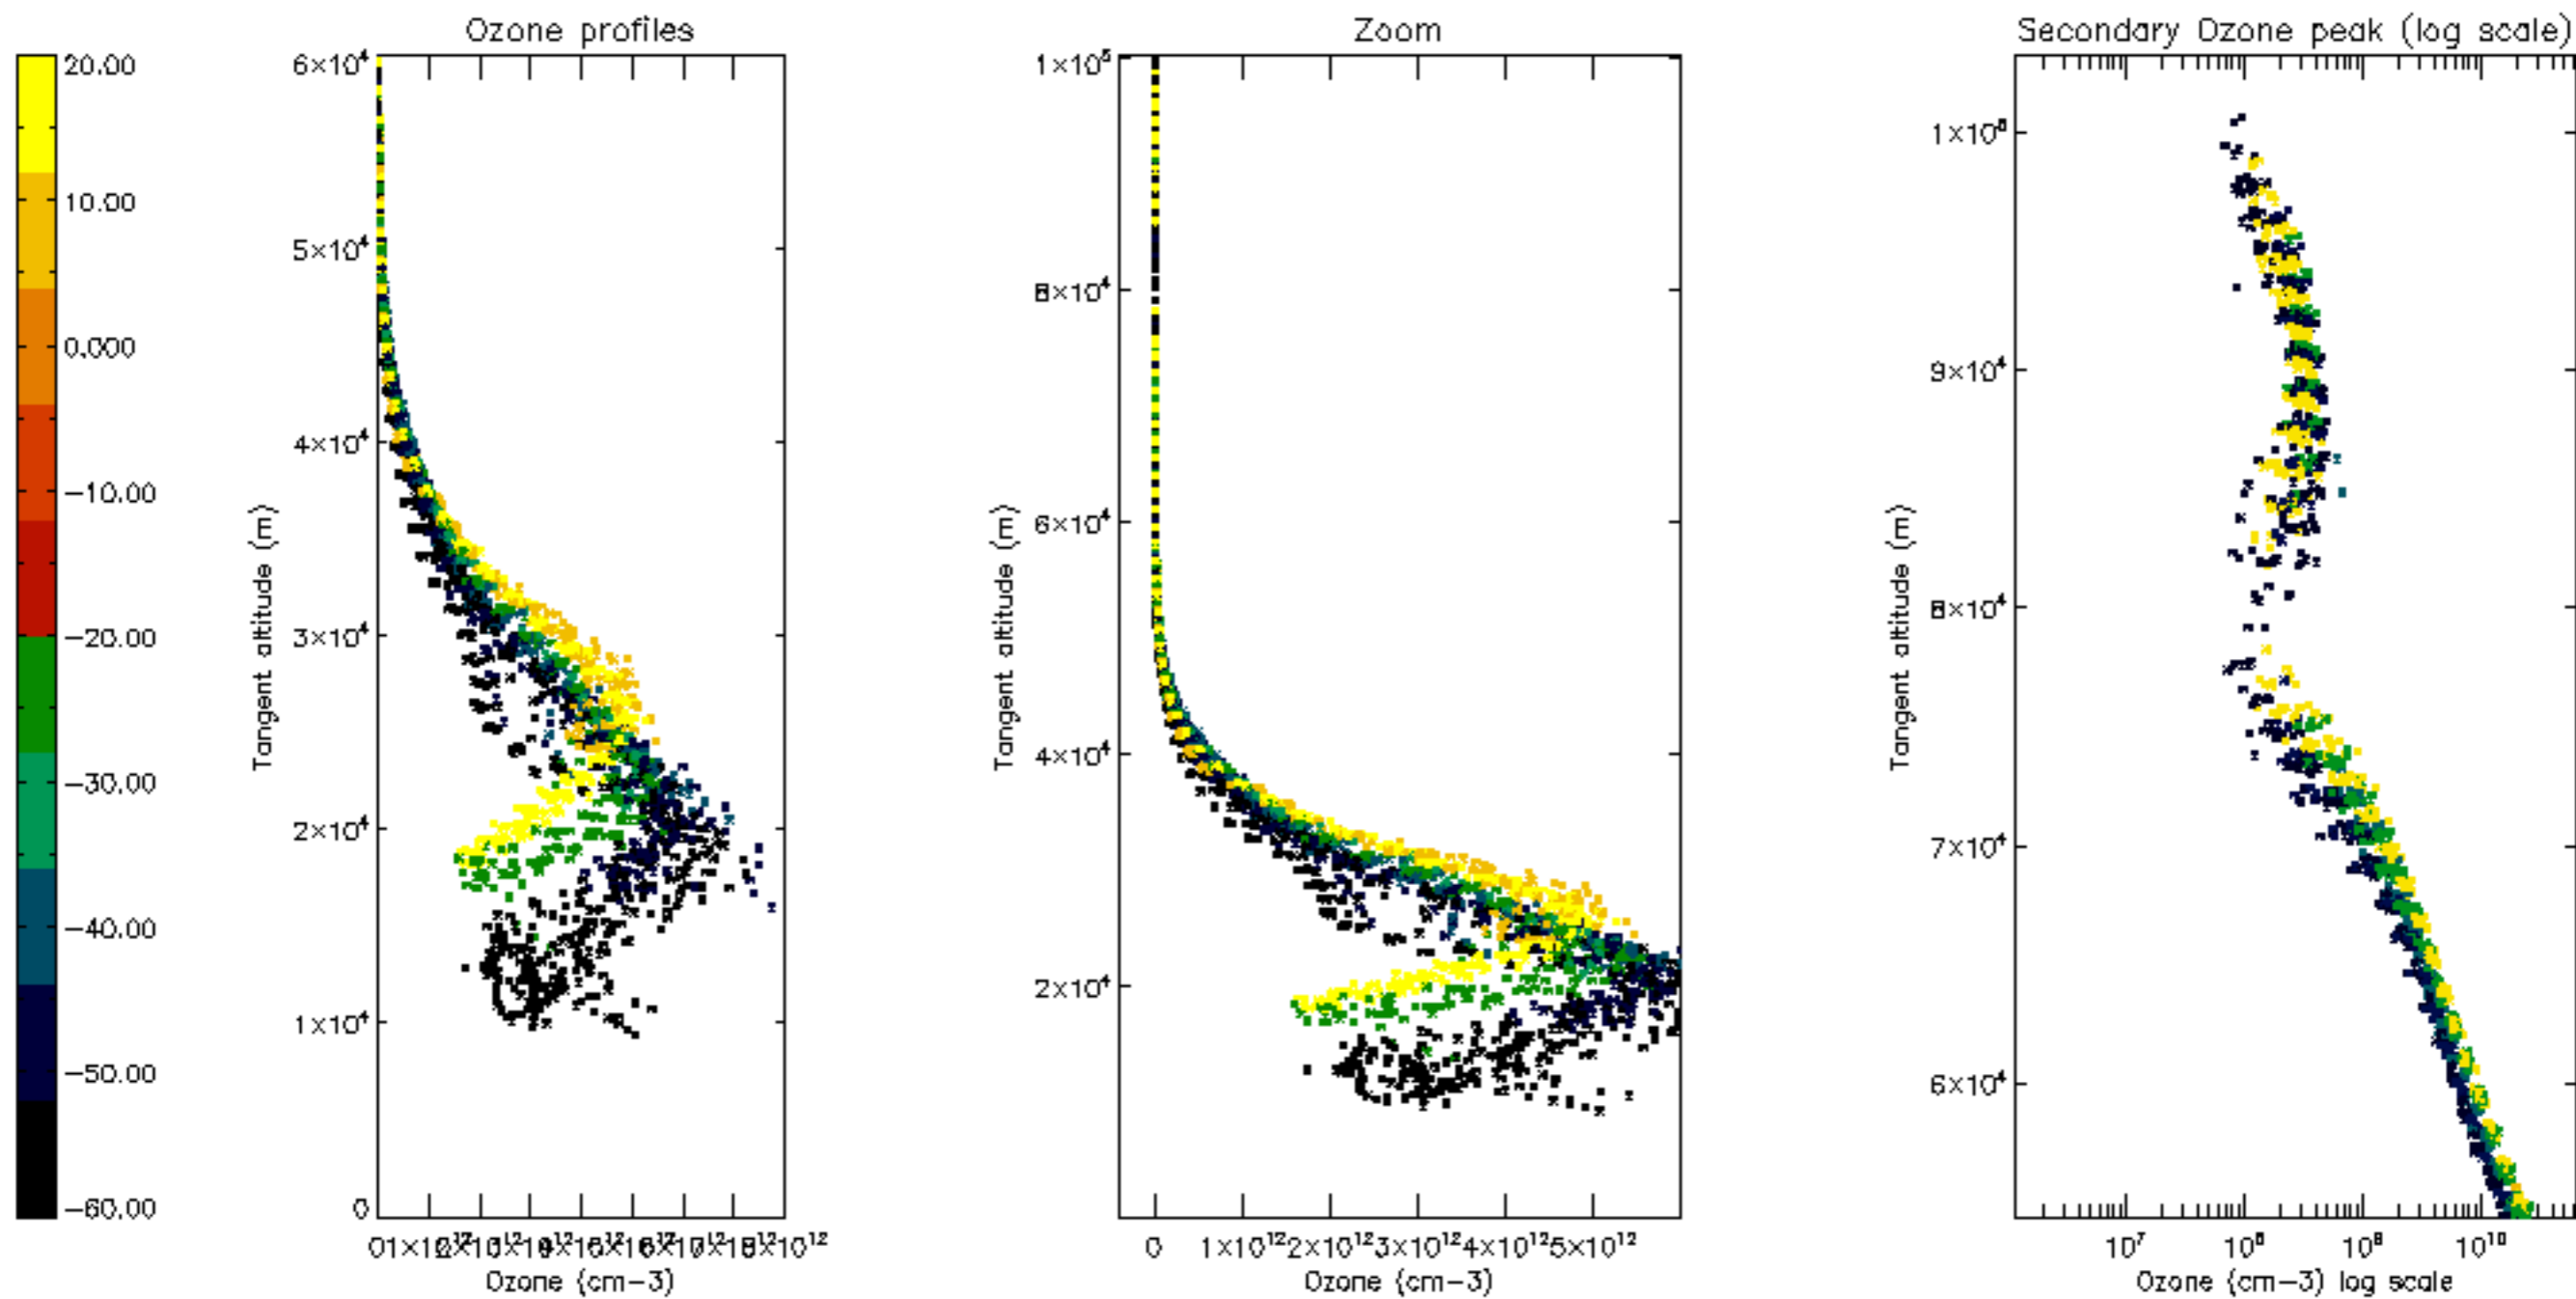 Ozone profiles
Zoom
Secondary Ozone peak (log scale)
20.00
10.00
0.000
−10.00
−20.00
−30.00
−40.00
−50.00
−60.00
Tangent altitude (m)
6×10⁴
5×10⁴
4×10⁴
3×10⁴
2×10⁴
1×10⁴
0
8×10¹²
Ozone (cm−3)
Tangent altitude (m)
1×10⁵
8×10⁴
6×10⁴
4×10⁴
2×10⁴
0 1×10¹² 2×10¹² 3×10¹² 4×10¹² 5×10¹²
Ozone (cm−3)
Tangent altitude (m)
9×10⁴
8×10⁴
7×10⁴
6×10⁴
10⁷ 10⁸ 10⁹ 10¹⁰
Ozone (cm−3) log scale